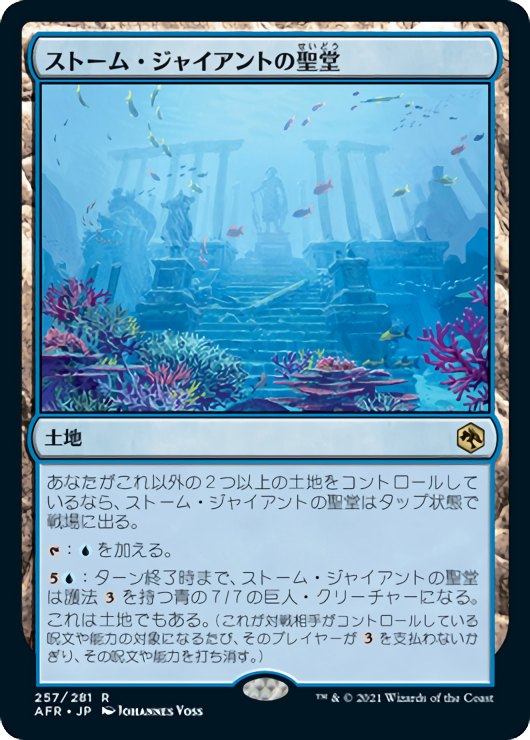 せいどう
ストーム・ジャイアントの聖堂
土地
あなたがこれ以外の2つ以上の土地をコントロールして
いるなら、ストーム・ジャイアントの聖堂はタップ状態で
戦場に出る。
:を加える。
5:ターン終了時まで、ストーム・ジャイアントの聖堂
は護法 3 を持つ青の7/7の巨人・クリーチャーになる。
これは土地でもある。(これが対戦相手がコントロールしている
呪文や能力の対象になるたび、そのプレイヤーが 3 を支払わない
かぎり、その呪文や能力を打ち消す。)
257/281 R
AFR・JP Johannes Voss
™ & © 2021 Wizards of the Coast